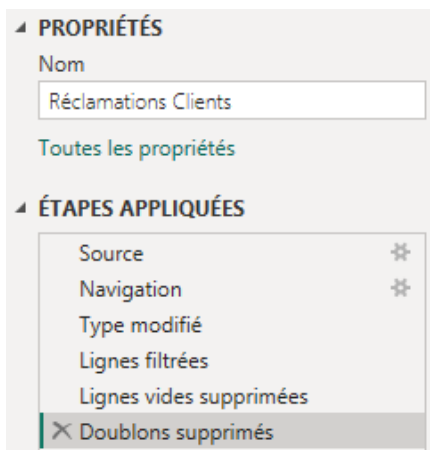 PROPRIÉTÉS
Nom
Réclamations Clients
Toutes les propriétés
ÉTAPES APPLIQUÉES
Source
Navigation
Type modifié
Lignes filtrées
Lignes vides supprimées
Doublons supprimés